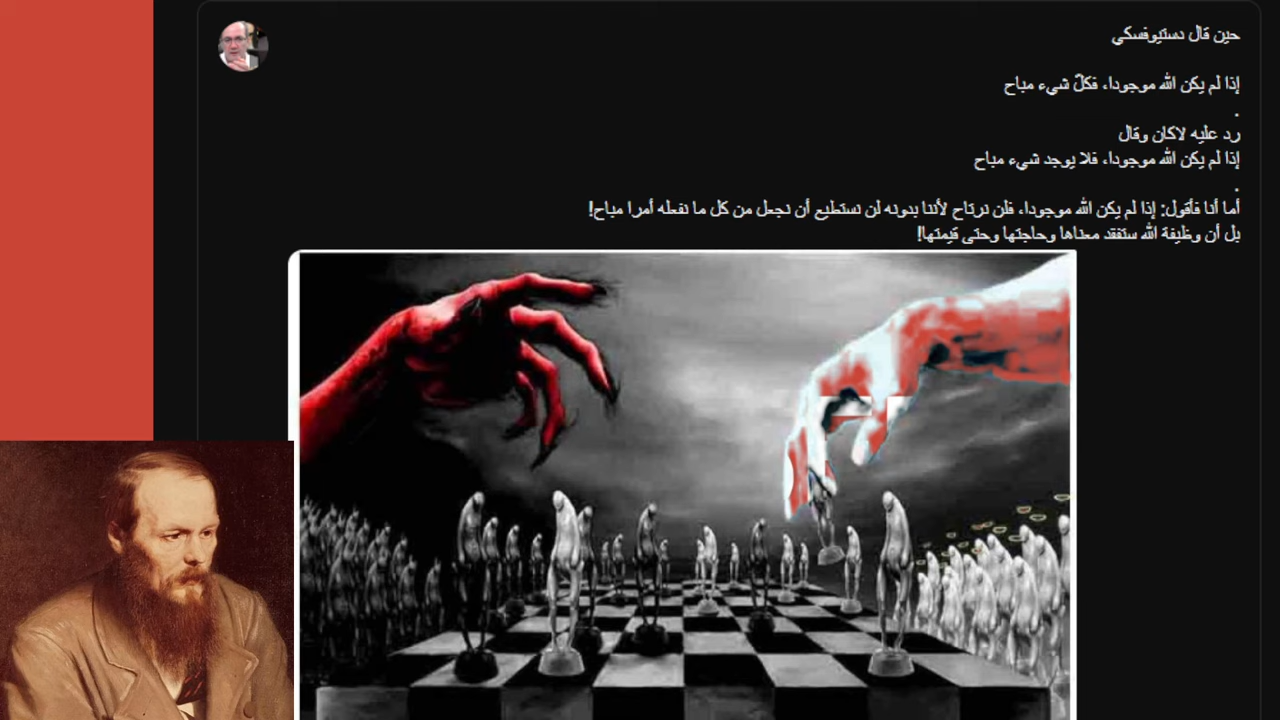 حين قال دستيوفسكي
إذا لم يكن الله موجودا، فكلّ شيء مباح
.
رد عليه لاكان وقال
إذا لم يكن الله موجودا، فلا يوجد شيء مباح
.
أما أنا فأقول: إذا لم يكن الله موجودا، فلن نرتاح لأننا بدونه لن نستطيع أن نجعل من كل ما نفعله أمرا مباح!
بل أن وظيفة الله ستفقد معناها وحاجتها وحتى قيمتها!